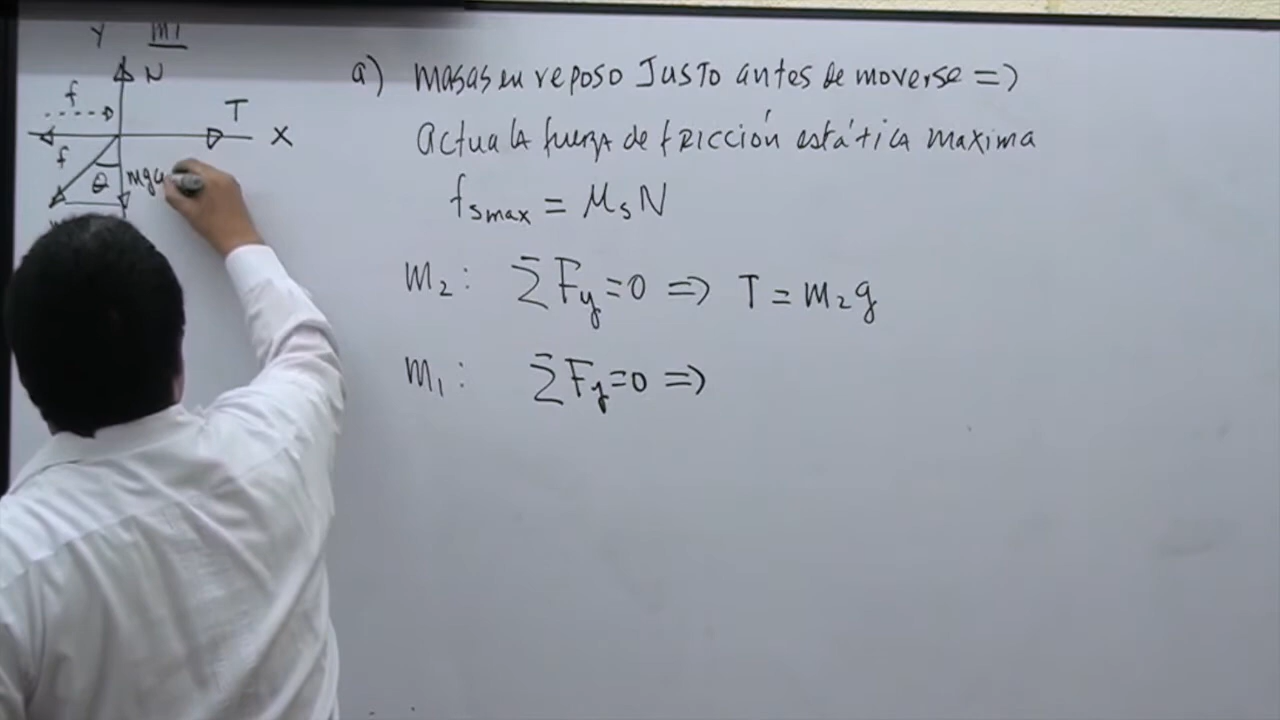 Y m1
N
f
T
X
f
θ
a) masas en reposo Justo antes de moverse =>
Actua la fuerza de fRICCIón estática maxima
fsmax = μsN
m2: ΣFy=0 => T = m2g
m1: ΣFy=0 =>